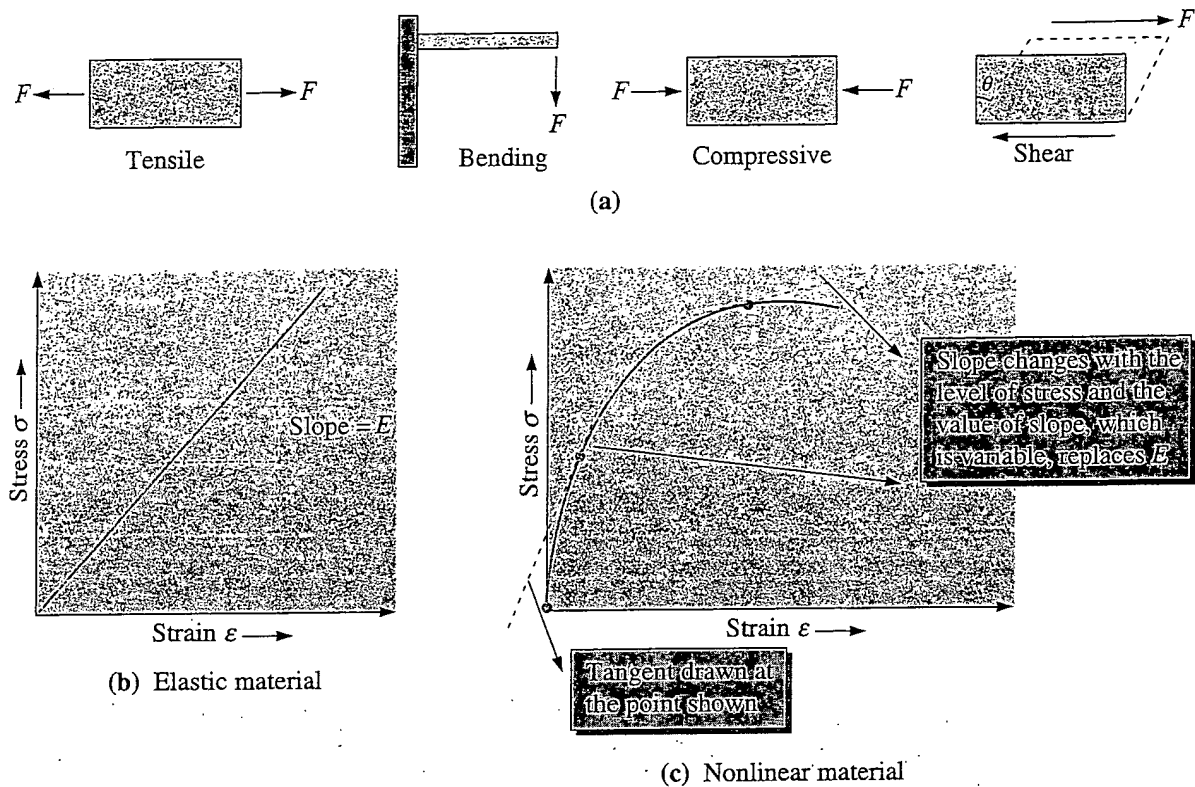 F
F
Tensile
F
Bending
F
F
Compressive
F
θ
Shear
(a)
Stress σ
Slope = E
Strain ε
(b) Elastic material
Stress σ
Slope changes with the
level of stress and the
value of slope, which
is variable, replaces E
Strain ε
Tangent drawn at
the point shown
(c) Nonlinear material